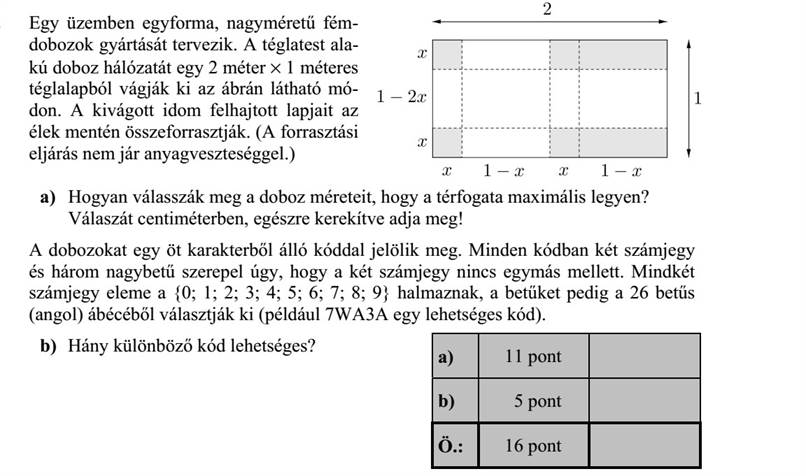 Egy üzemben egyforma, nagyméretű fém-
dobozok gyártását tervezik. A téglatest ala-
kú doboz hálózatát egy 2 méter × 1 méteres
téglalapból vágják ki az ábrán látható mó-
don. A kivágott idom felhajtott lapjait az
élek mentén összeforrasztják. (A forrasztási
eljárás nem jár anyagveszteséggel.)
2
x
1 − 2x
x
1
x 1 − x x 1 − x
a) Hogyan válasszák meg a doboz méreteit, hogy a térfogata maximális legyen?
Válaszát centiméterben, egészre kerekítve adja meg!
A dobozokat egy öt karakterből álló kóddal jelölik meg. Minden kódban két számjegy
és három nagybetű szerepel úgy, hogy a két számjegy nincs egymás mellett. Mindkét
számjegy eleme a {0; 1; 2; 3; 4; 5; 6; 7; 8; 9} halmaznak, a betűket pedig a 26 betűs
(angol) ábécéből választják ki (például 7WA3A egy lehetséges kód).
b) Hány különböző kód lehetséges?
a) 11 pont
b) 5 pont
Ö.: 16 pont